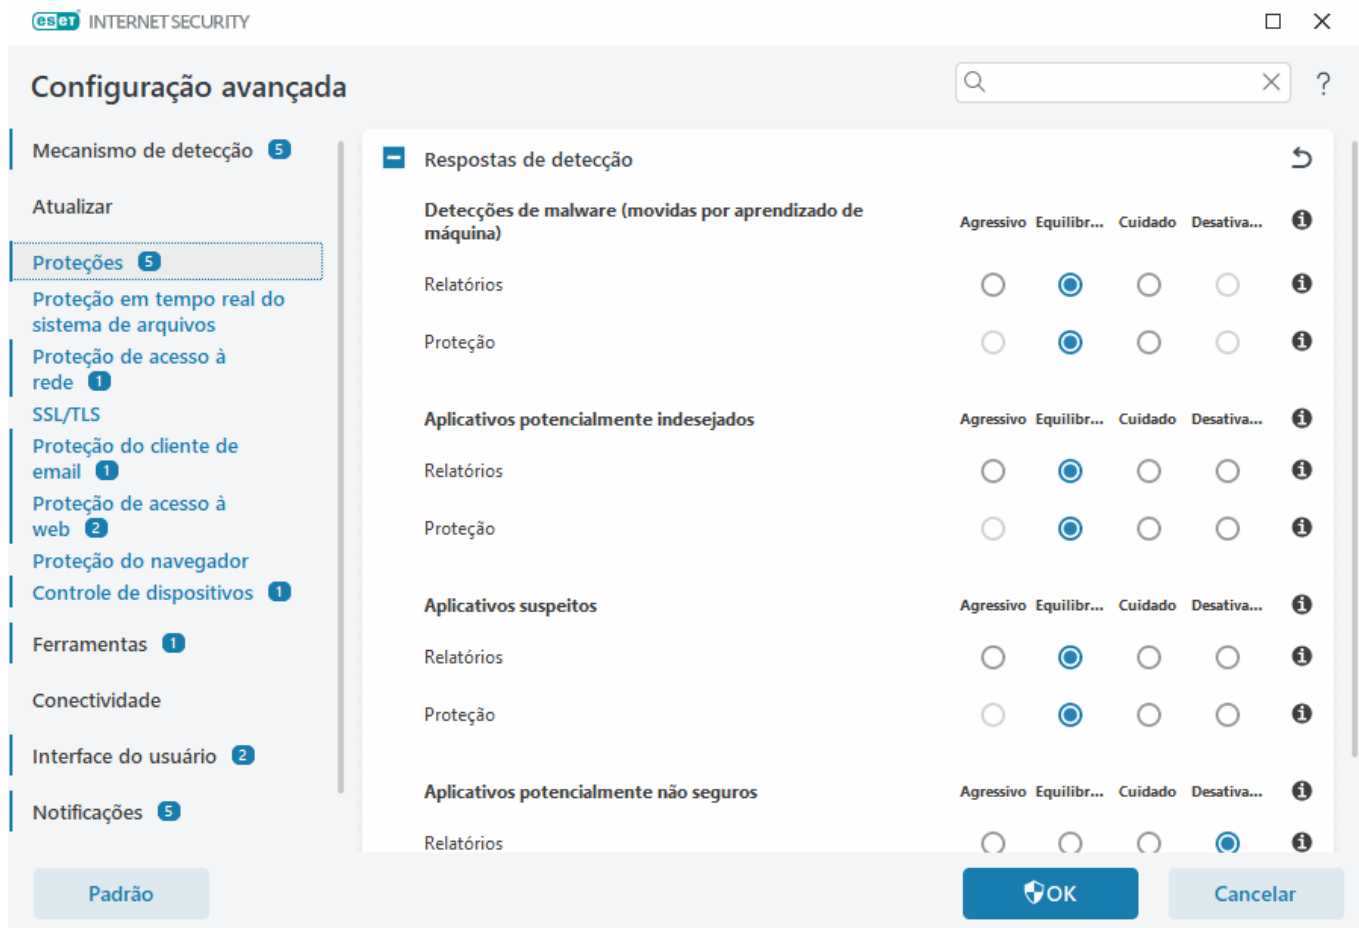 eset INTERNET SECURITY
Configuração avançada
?
Mecanismo de detecção 5
Atualizar
Proteções 5
Proteção em tempo real do
sistema de arquivos
Proteção de acesso à
rede 1
SSL/TLS
Proteção do cliente de
email 1
Proteção de acesso à
web 2
Proteção do navegador
Controle de dispositivos 1
Ferramentas 1
Conectividade
Interface do usuário 2
Notificações 5
Respostas de detecção
Detecções de malware (movidas por aprendizado de
máquina)
Agressivo Equilibr... Cuidado Desativa...
Relatórios
Proteção
Aplicativos potencialmente indesejados
Agressivo Equilibr... Cuidado Desativa...
Relatórios
Proteção
Aplicativos suspeitos
Agressivo Equilibr... Cuidado Desativa...
Relatórios
Proteção
Aplicativos potencialmente não seguros
Agressivo Equilibr... Cuidado Desativa...
Relatórios
Padrão
OK
Cancelar